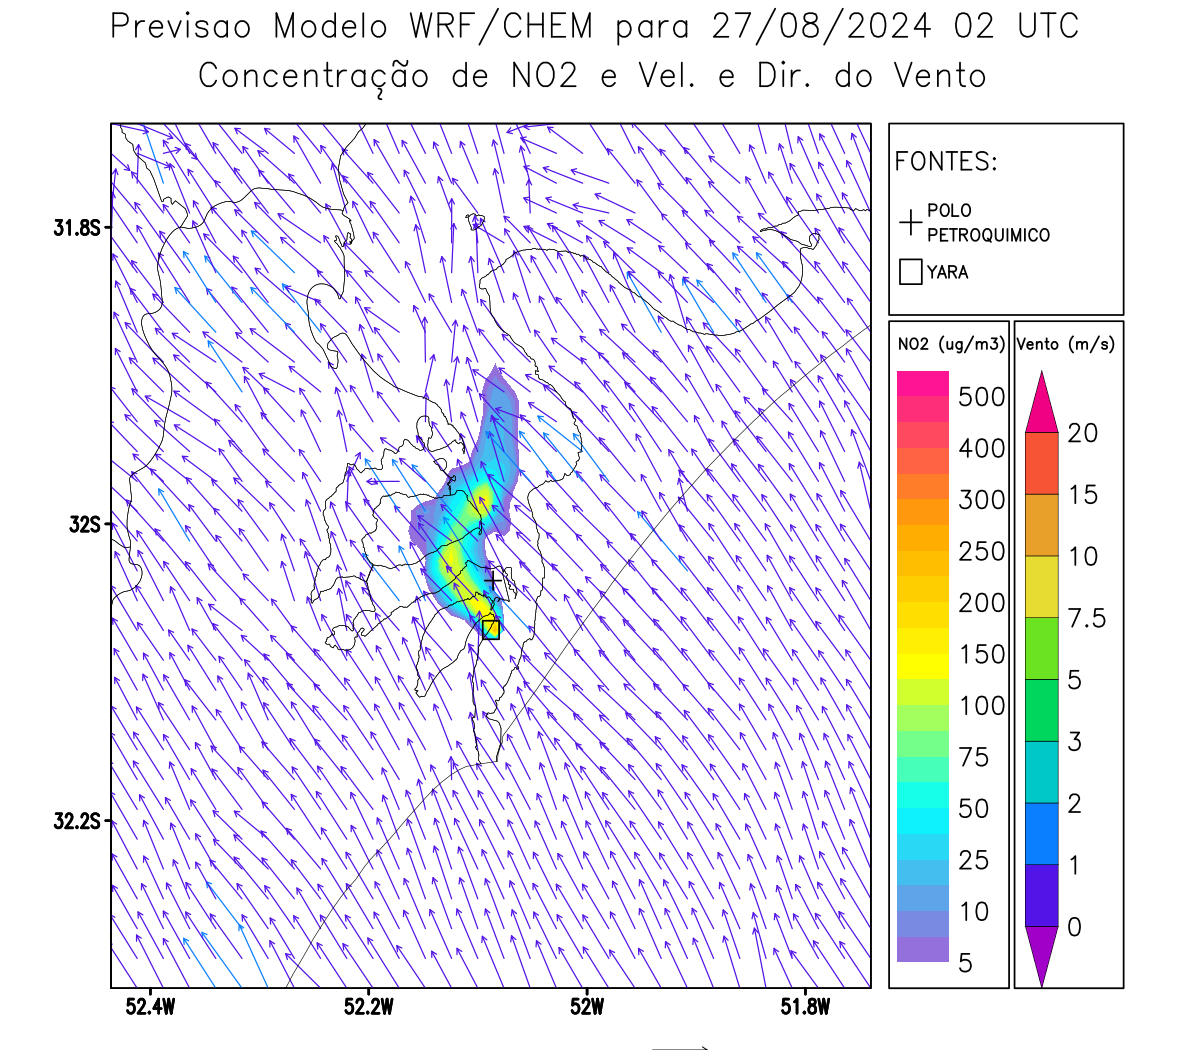 Previsao Modelo WRF/CHEM para 27/08/2024 02 UTC
Concentração de NO2 e Vel. e Dir. do Vento
FONTES:
POLO
PETROQUIMICO
YARA
NO2 (ug/m3)
500
400
300
250
200
150
100
75
50
25
10
5
Vento (m/s)
20
15
10
7.5
5
3
2
1
0
31.8S
32S
32.2S
52.4W
52.2W
52W
51.8W